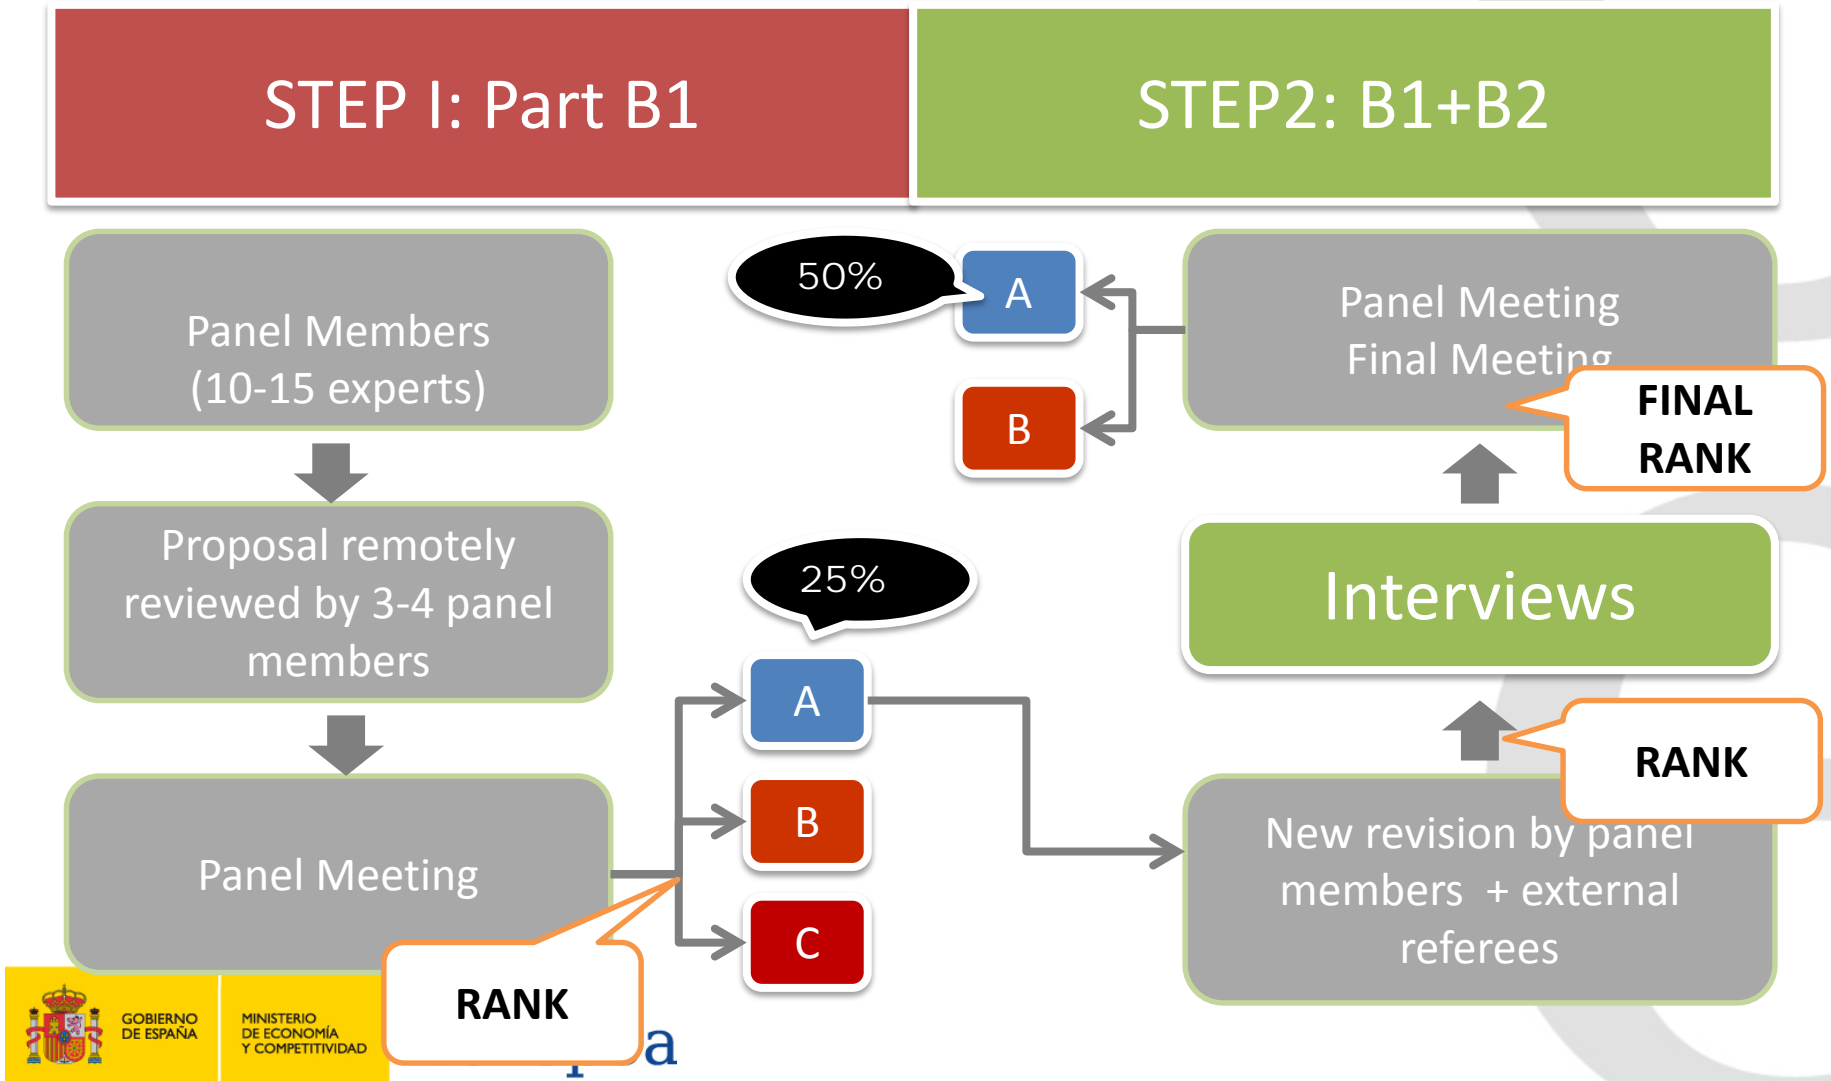 STEP I: Part B1
STEP2: B1+B2
Panel Members
(10-15 experts)
Proposal remotely
reviewed by 3-4 panel
members
Panel Meeting
RANK
25%
A
B
C
New revision by panel
members + external
referees
RANK
Interviews
Panel Meeting
Final Meeting
FINAL
RANK
50%
A
B
GOBIERNO
DE ESPAÑA
MINISTERIO
DE ECONOMÍA
Y COMPETITIVIDAD